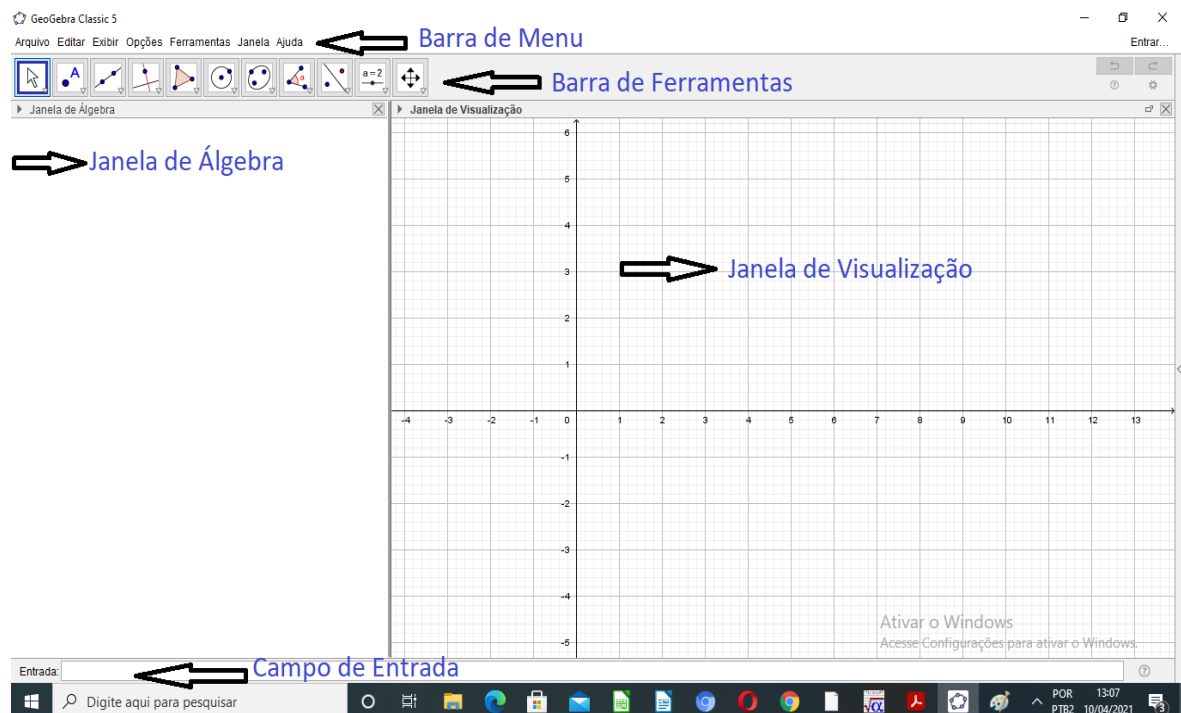 GeoGebra Classic 5
Arquivo Editar Exibir Opções Ferramentas Janela Ajuda
Barra de Menu
Entrar...
A
α
a=2
Barra de Ferramentas
Janela de Álgebra
Janela de Visualização
Janela de Álgebra
Janela de Visualização
6
5
4
3
2
1
-4 -3 -2 -1 0 1 2 3 4 5 6 7 8 9 10 11 12 13
-1
-2
-3
-4
-5
Ativar o Windows
Acesse Configurações para ativar o Windows.
Entrada:
Campo de Entrada
Digite aqui para pesquisar
√α
POR
PTB2
13:07
10/04/2021
3